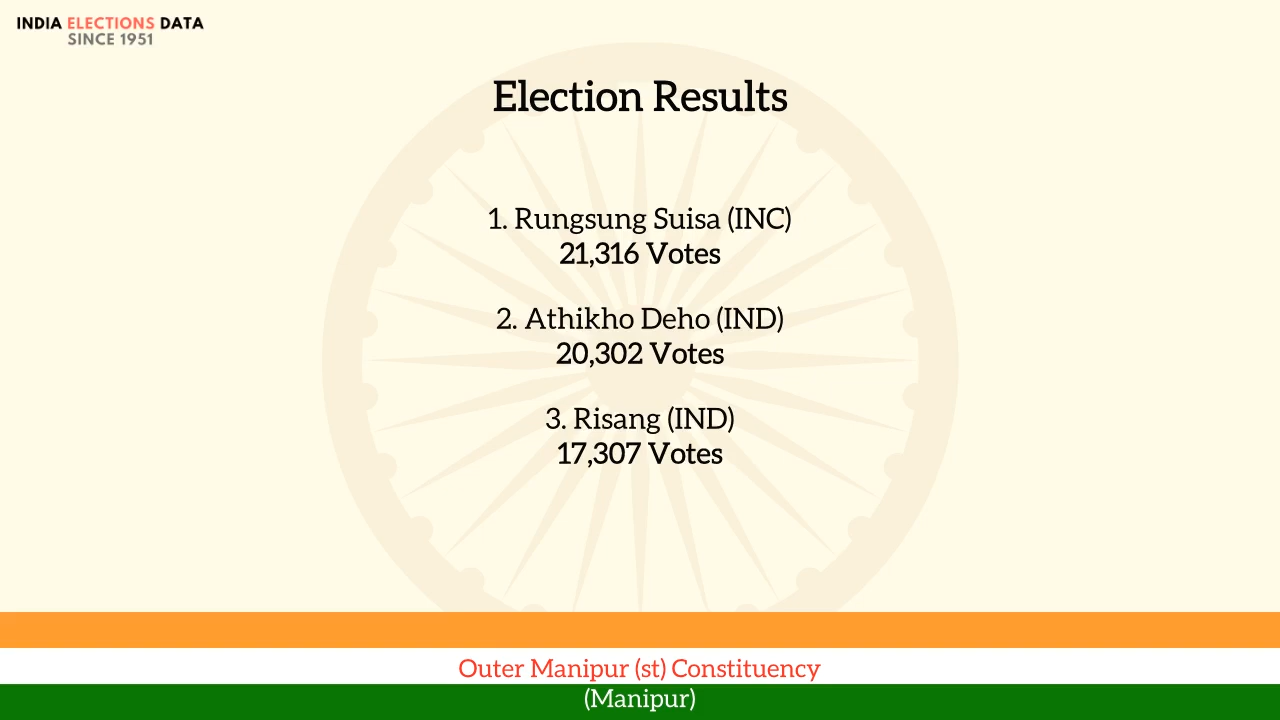 INDIA ELECTIONS DATA
SINCE 1951
Election Results
1. Rungsung Suisa (INC)
21,316 Votes
2. Athikho Deho (IND)
20,302 Votes
3. Risang (IND)
17,307 Votes
Outer Manipur (st) Constituency
(Manipur)